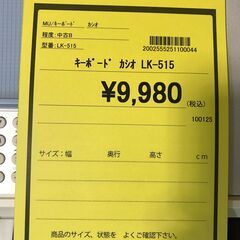 MU/キーボード　カシオ
程度:中古B
型番:LK-515
2002555251100044
ｷｰﾎﾞｰﾄﾞ ｶｼｵ LK-515
¥9,980
(税込)
100125
サイズ:幅　奥行　高さ　cm
商品のサイズ、状態を よくご確認下さい。